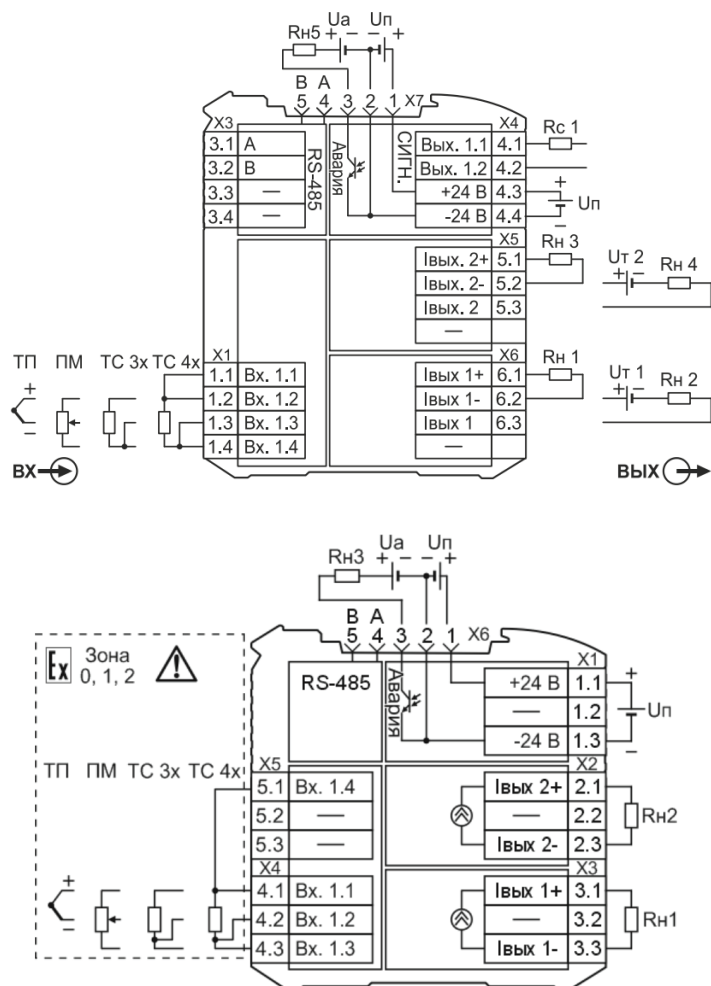 Uа Uп
Rн5 + − − +
B A
5 4 3 2 1 X7
X3 X4
3.1 A
3.2 B
3.3 —
3.4 —
RS-485
Авария
СИГН.
Вых. 1.1 4.1 Rс 1
Вых. 1.2 4.2
+24 В 4.3 +
-24 В 4.4 − Uп
X5
Iвых. 2+ 5.1 Rн 3
Iвых. 2- 5.2
Iвых. 2 5.3
—
Uт 2 Rн 4
+ −
ТП ПМ ТС 3х ТС 4х
+
−
X1
1.1 Вх. 1.1
1.2 Вх. 1.2
1.3 Вх. 1.3
1.4 Вх. 1.4
X6
Iвых 1+ 6.1 Rн 1
Iвых 1- 6.2
Iвых 1 6.3
—
Uт 1 Rн 2
+ −
ВХ ВЫХ
Uа Uп
Rн3 + − − +
B A
5 4 3 2 1 X6
Ex Зона
0, 1, 2
RS-485
Авария
X1
+24 В 1.1 +
— 1.2 Uп
-24 В 1.3 −
ТП ПМ ТС 3х ТС 4х
X5
5.1 Вх. 1.4
5.2 —
5.3 —
X2
Iвых 2+ 2.1
— 2.2 Rн2
Iвых 2- 2.3
+
−
X4
4.1 Вх. 1.1
4.2 Вх. 1.2
4.3 Вх. 1.3
X3
Iвых 1+ 3.1
— 3.2 Rн1
Iвых 1- 3.3